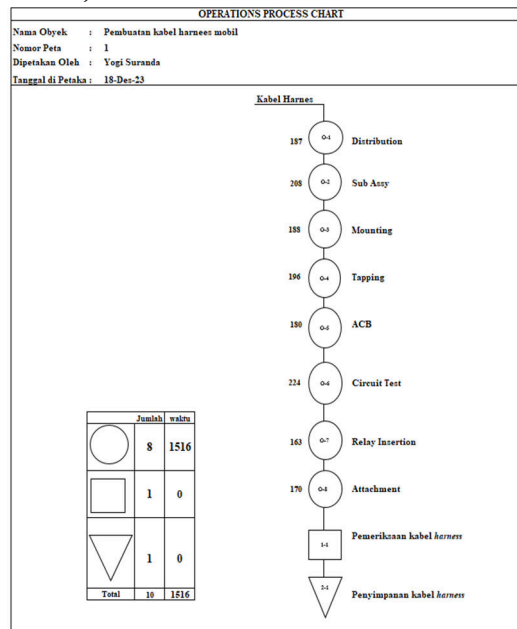 OPERATIONS PROCESS CHART
Nama Obyek : Pembuatan kabel harnees mobil
Nomor Peta : 1
Dipetakan Oleh : Yogi Suranda
Tanggal di Petaka : 18-Des-23
Kabel Harnes
187 O-1 Distribution
208 O-2 Sub Assy
188 O-3 Mounting
196 O-4 Tapping
180 O-5 ACB
224 O-6 Circuit Test
163 O-7 Relay Insertion
170 O-8 Attachment
1-1 Pemeriksaan kabel harness
2-1 Penyimpanan kabel harness
Jumlah waktu
8 1516
1 0
1 0
Total 10 1516